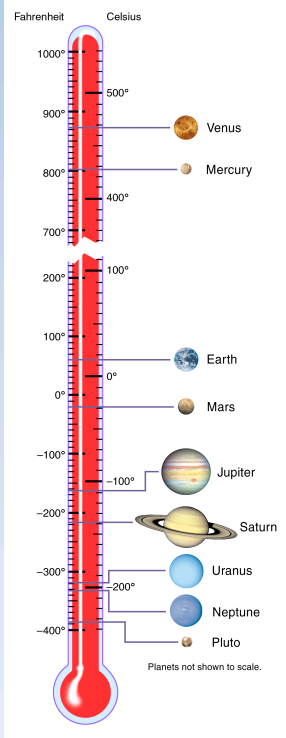 Fahrenheit Celsius
1000°
500°
900°
Venus
Mercury
800°
400°
700°
100°
200°
100°
Earth
0°
0°
Mars
–100°
Jupiter
–100°
–200°
Saturn
–300°
Uranus
–200°
Neptune
–400°
Pluto
Planets not shown to scale.